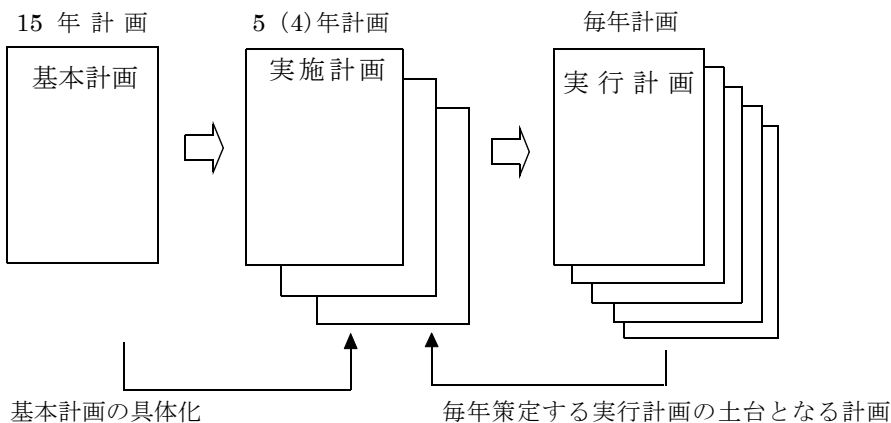 15 年 計 画
5（4）年計画
毎年計画
基本計画
実施計画
実 行 計 画
基本計画の具体化
毎年策定する実行計画の土台となる計画